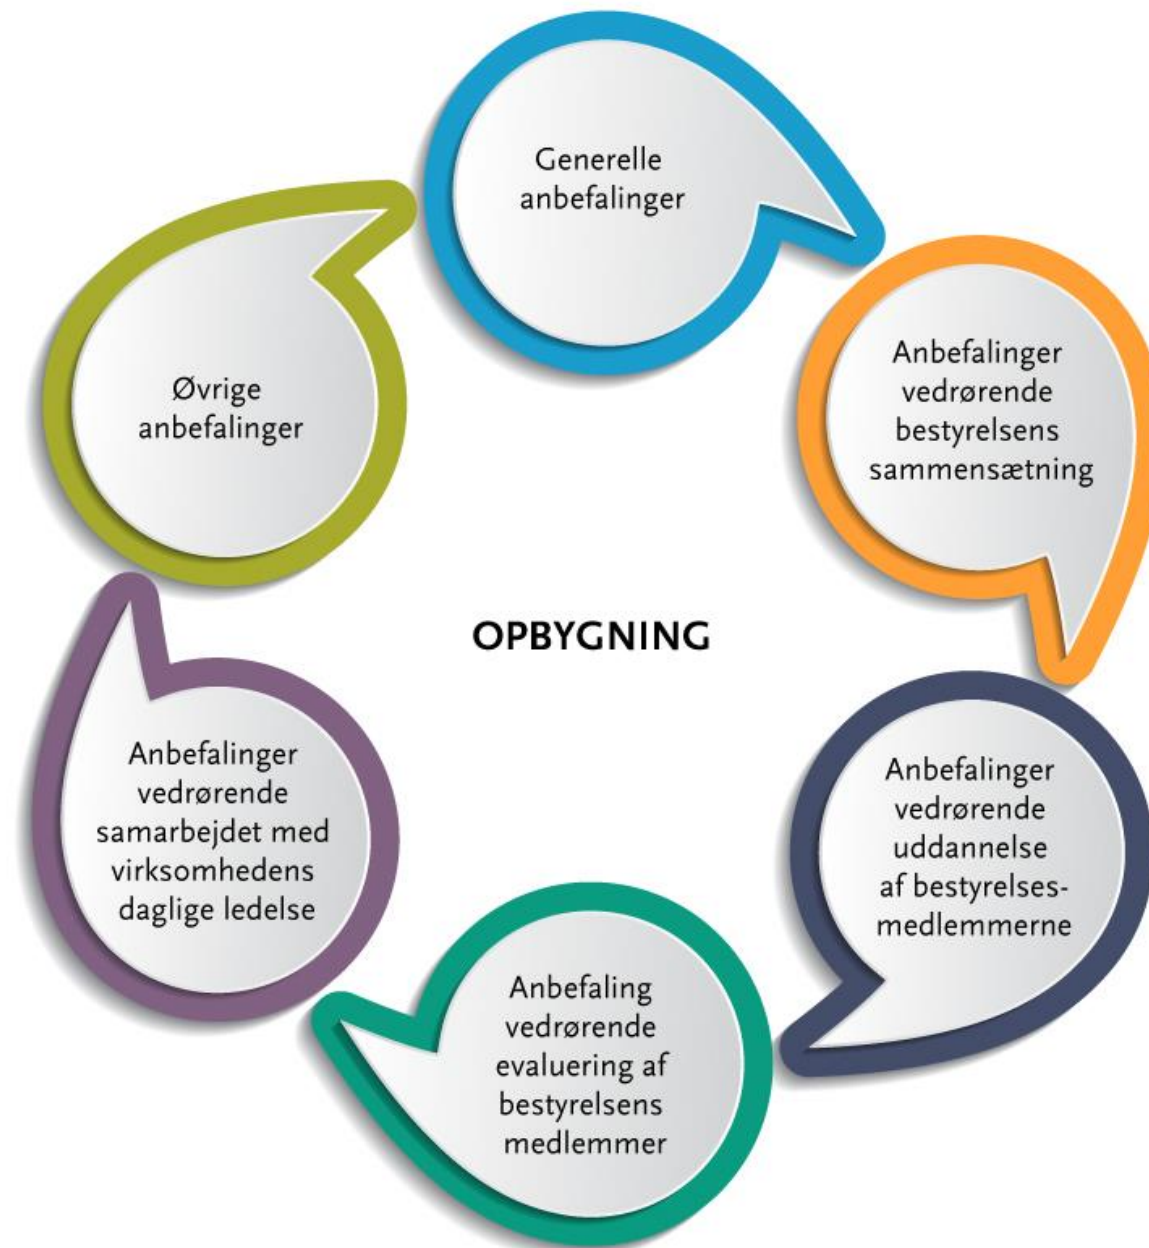 Generelle
anbefalinger
Anbefalinger
vedrørende
bestyrelsens
sammensætning
Anbefalinger
vedrørende
uddannelse
af bestyrelses-
medlemmerne
Anbefaling
vedrørende
evaluering af
bestyrelsens
medlemmer
Anbefalinger
vedrørende
samarbejdet med
virksomhedens
daglige ledelse
Øvrige
anbefalinger
OPBYGNING